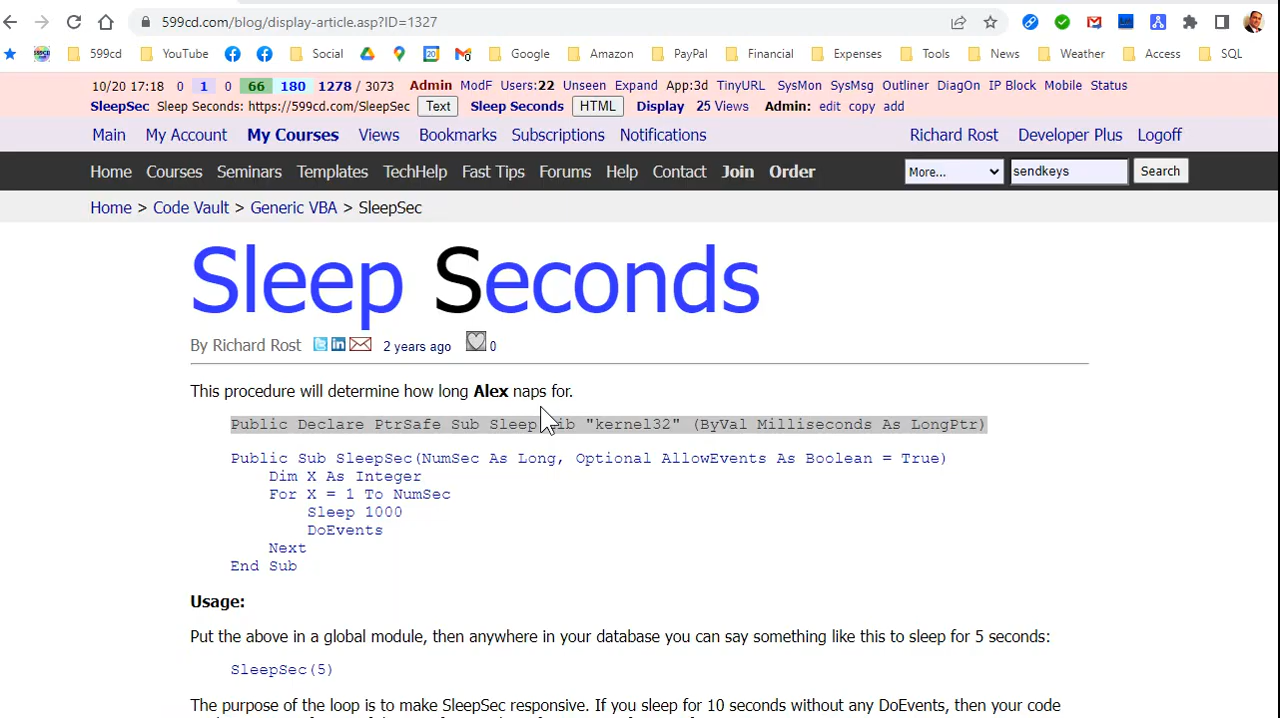 599cd.com/blog/display-article.asp?ID=1327
599cd YouTube Social 20 Google Amazon PayPal Financial Expenses Tools News Weather Access SQL
10/20 17:18 0 1 0 66 180 1278 / 3073 Admin ModF Users:22 Unseen Expand App:3d TinyURL SysMon SysMsg Outliner DiagOn IP Block Mobile Status
SleepSec Sleep Seconds: https://599cd.com/SleepSec Text Sleep Seconds HTML Display 25 Views Admin: edit copy add
Main My Account My Courses Views Bookmarks Subscriptions Notifications Richard Rost Developer Plus Logoff
Home Courses Seminars Templates TechHelp Fast Tips Forums Help Contact Join Order More... sendkeys Search
Home > Code Vault > Generic VBA > SleepSec
Sleep Seconds
By Richard Rost 2 years ago 0
This procedure will determine how long Alex naps for.
Public Declare PtrSafe Sub Sleep Lib "kernel32" (ByVal Milliseconds As LongPtr)
Public Sub SleepSec(NumSec As Long, Optional AllowEvents As Boolean = True)
Dim X As Integer
For X = 1 To NumSec
Sleep 1000
DoEvents
Next
End Sub
Usage:
Put the above in a global module, then anywhere in your database you can say something like this to sleep for 5 seconds:
SleepSec(5)
The purpose of the loop is to make SleepSec responsive. If you sleep for 10 seconds without any DoEvents, then your code